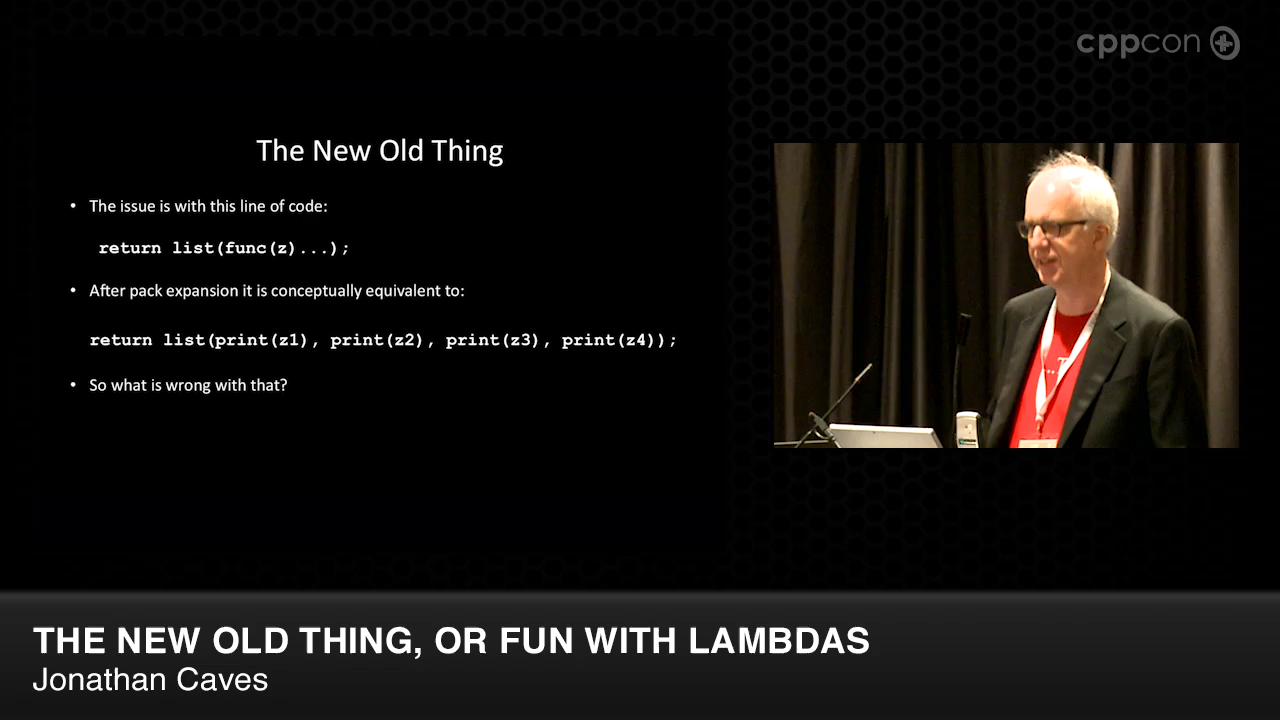 cppcon
The New Old Thing
• The issue is with this line of code:
return list(func(z)...);
• After pack expansion it is conceptually equivalent to:
return list(print(z1), print(z2), print(z3), print(z4));
• So what is wrong with that?
THE NEW OLD THING, OR FUN WITH LAMBDAS
Jonathan Caves